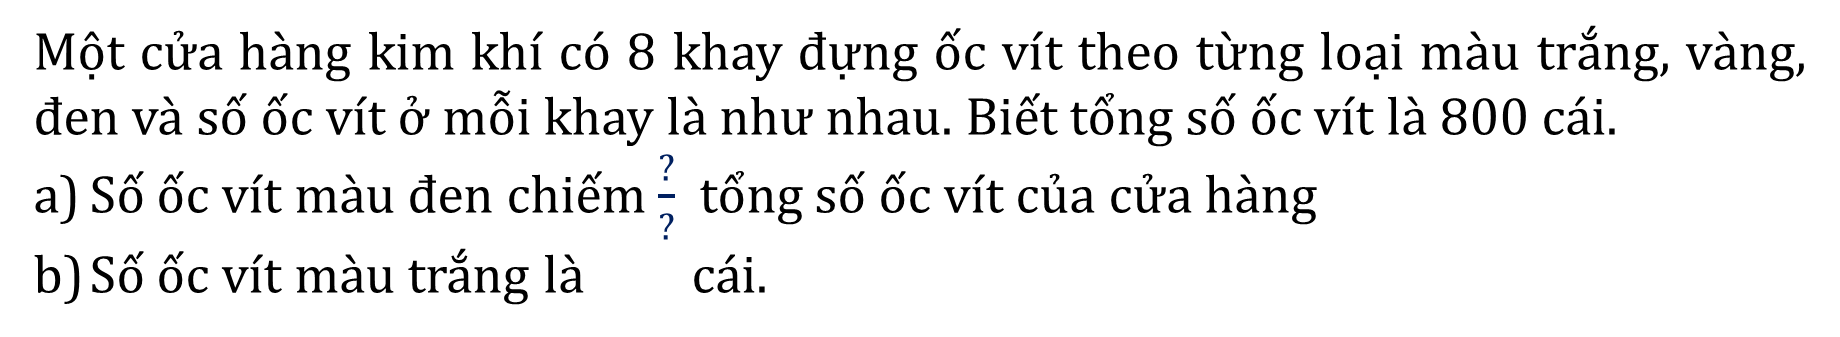 Một cửa hàng kim khí có 8 khay đựng ốc vít theo từng loại màu trắng, vàng,
đen và số ốc vít ở mỗi khay là như nhau. Biết tổng số ốc vít là 800 cái.
a) Số ốc vít màu đen chiếm ?/? tổng số ốc vít của cửa hàng
b) Số ốc vít màu trắng là cái.